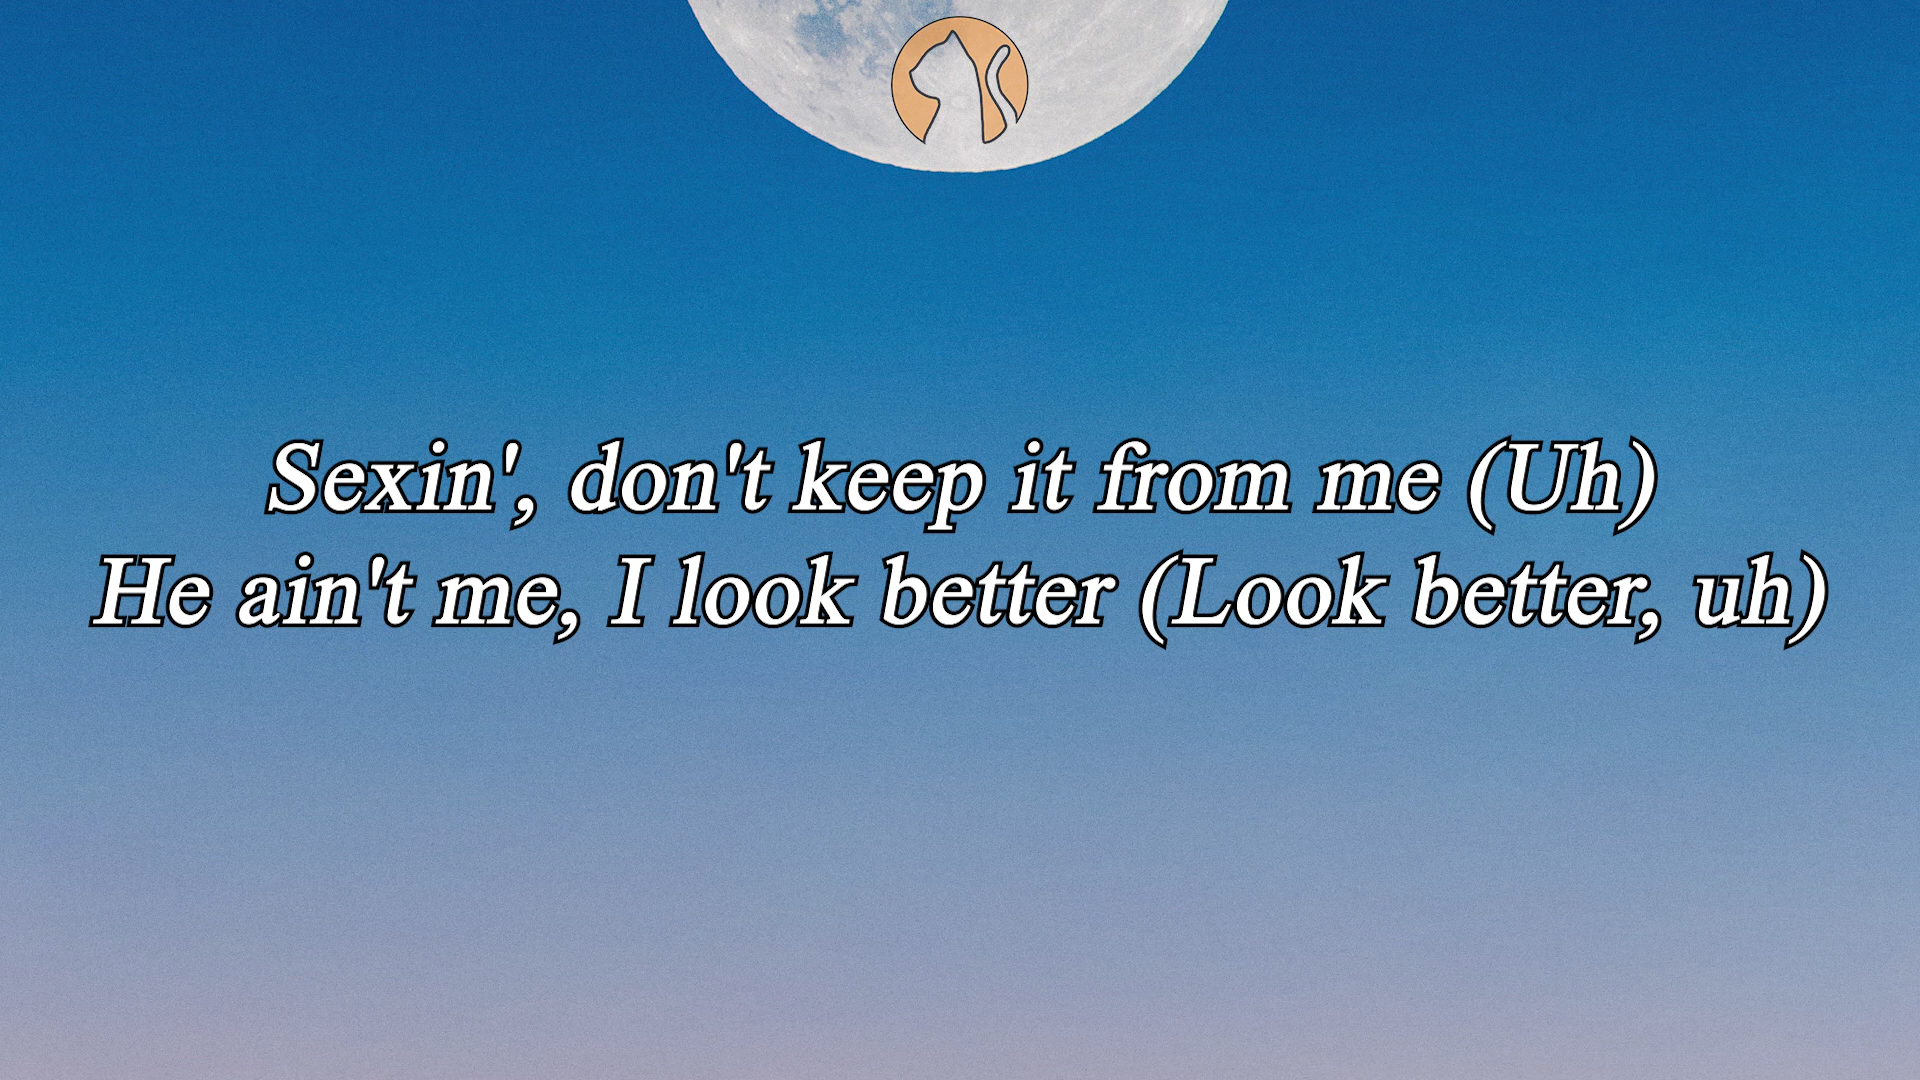 Sexin', don't keep it from me (Uh)
He ain't me, I look better (Look better, uh)